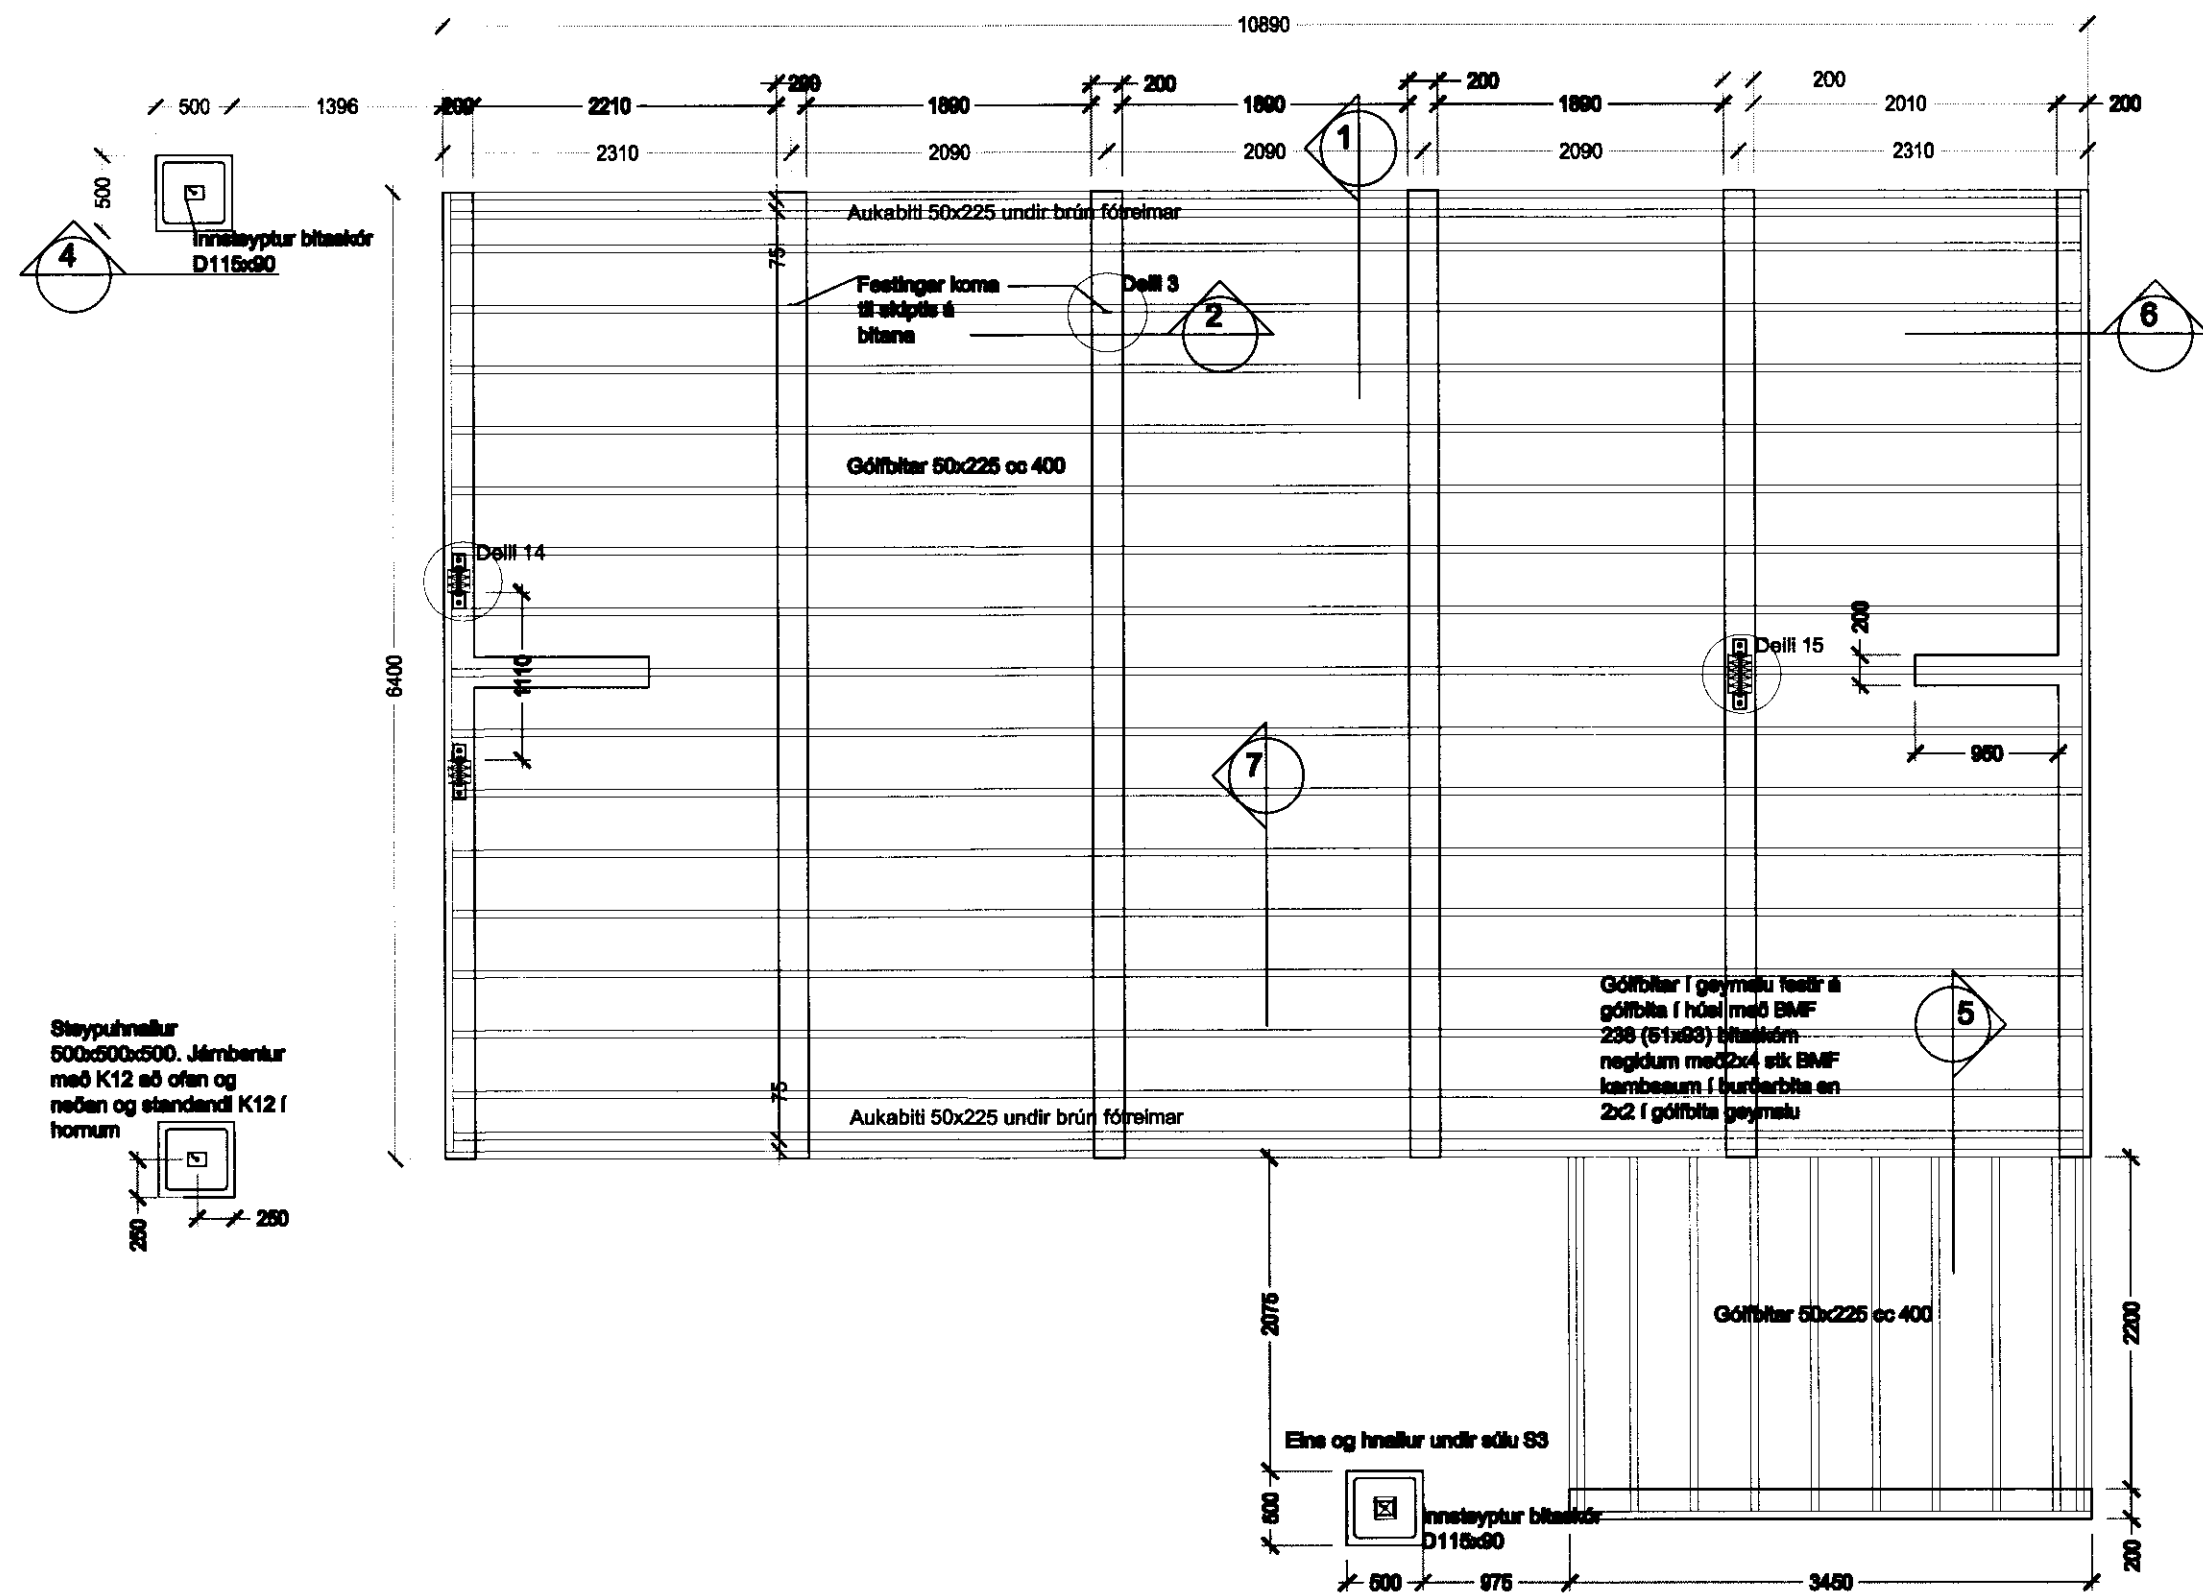 10890
200
200
200
200
500
1396
200
2210
1890
1890
1890
2010
200
2310
2090
2090
2090
2310
1
500
Aukabiti 50x225 undir brún fótreimar
Innsteyptur bitaskór
D115x90
4
75
Festingar koma
til skiptis á
bitana
Deili 3
2
6
Gólfbitar 50x225 cc 400
Deili 14
1110
6400
200
Deili 15
950
7
Gólfbitar í geymslu festir á
gólfbita í húsi með BMF
238 (51x93) bitaskóm
negldum með2x4 stk BMF
kambsaum í burðarbita en
2x2 í gólfbita geymslu
5
Steypuhnallur
500x500x500. Járnbentur
með K12 að ofan og
neðan og standandi K12 í
hornum
75
Aukabiti 50x225 undir brún fótreimar
250
250
2075
Gólfbitar 50x225 cc 400
2200
Eins og hnallur undir súlu S3
500
Innsteyptur bitaskór
D115x90
200
500
975
3450